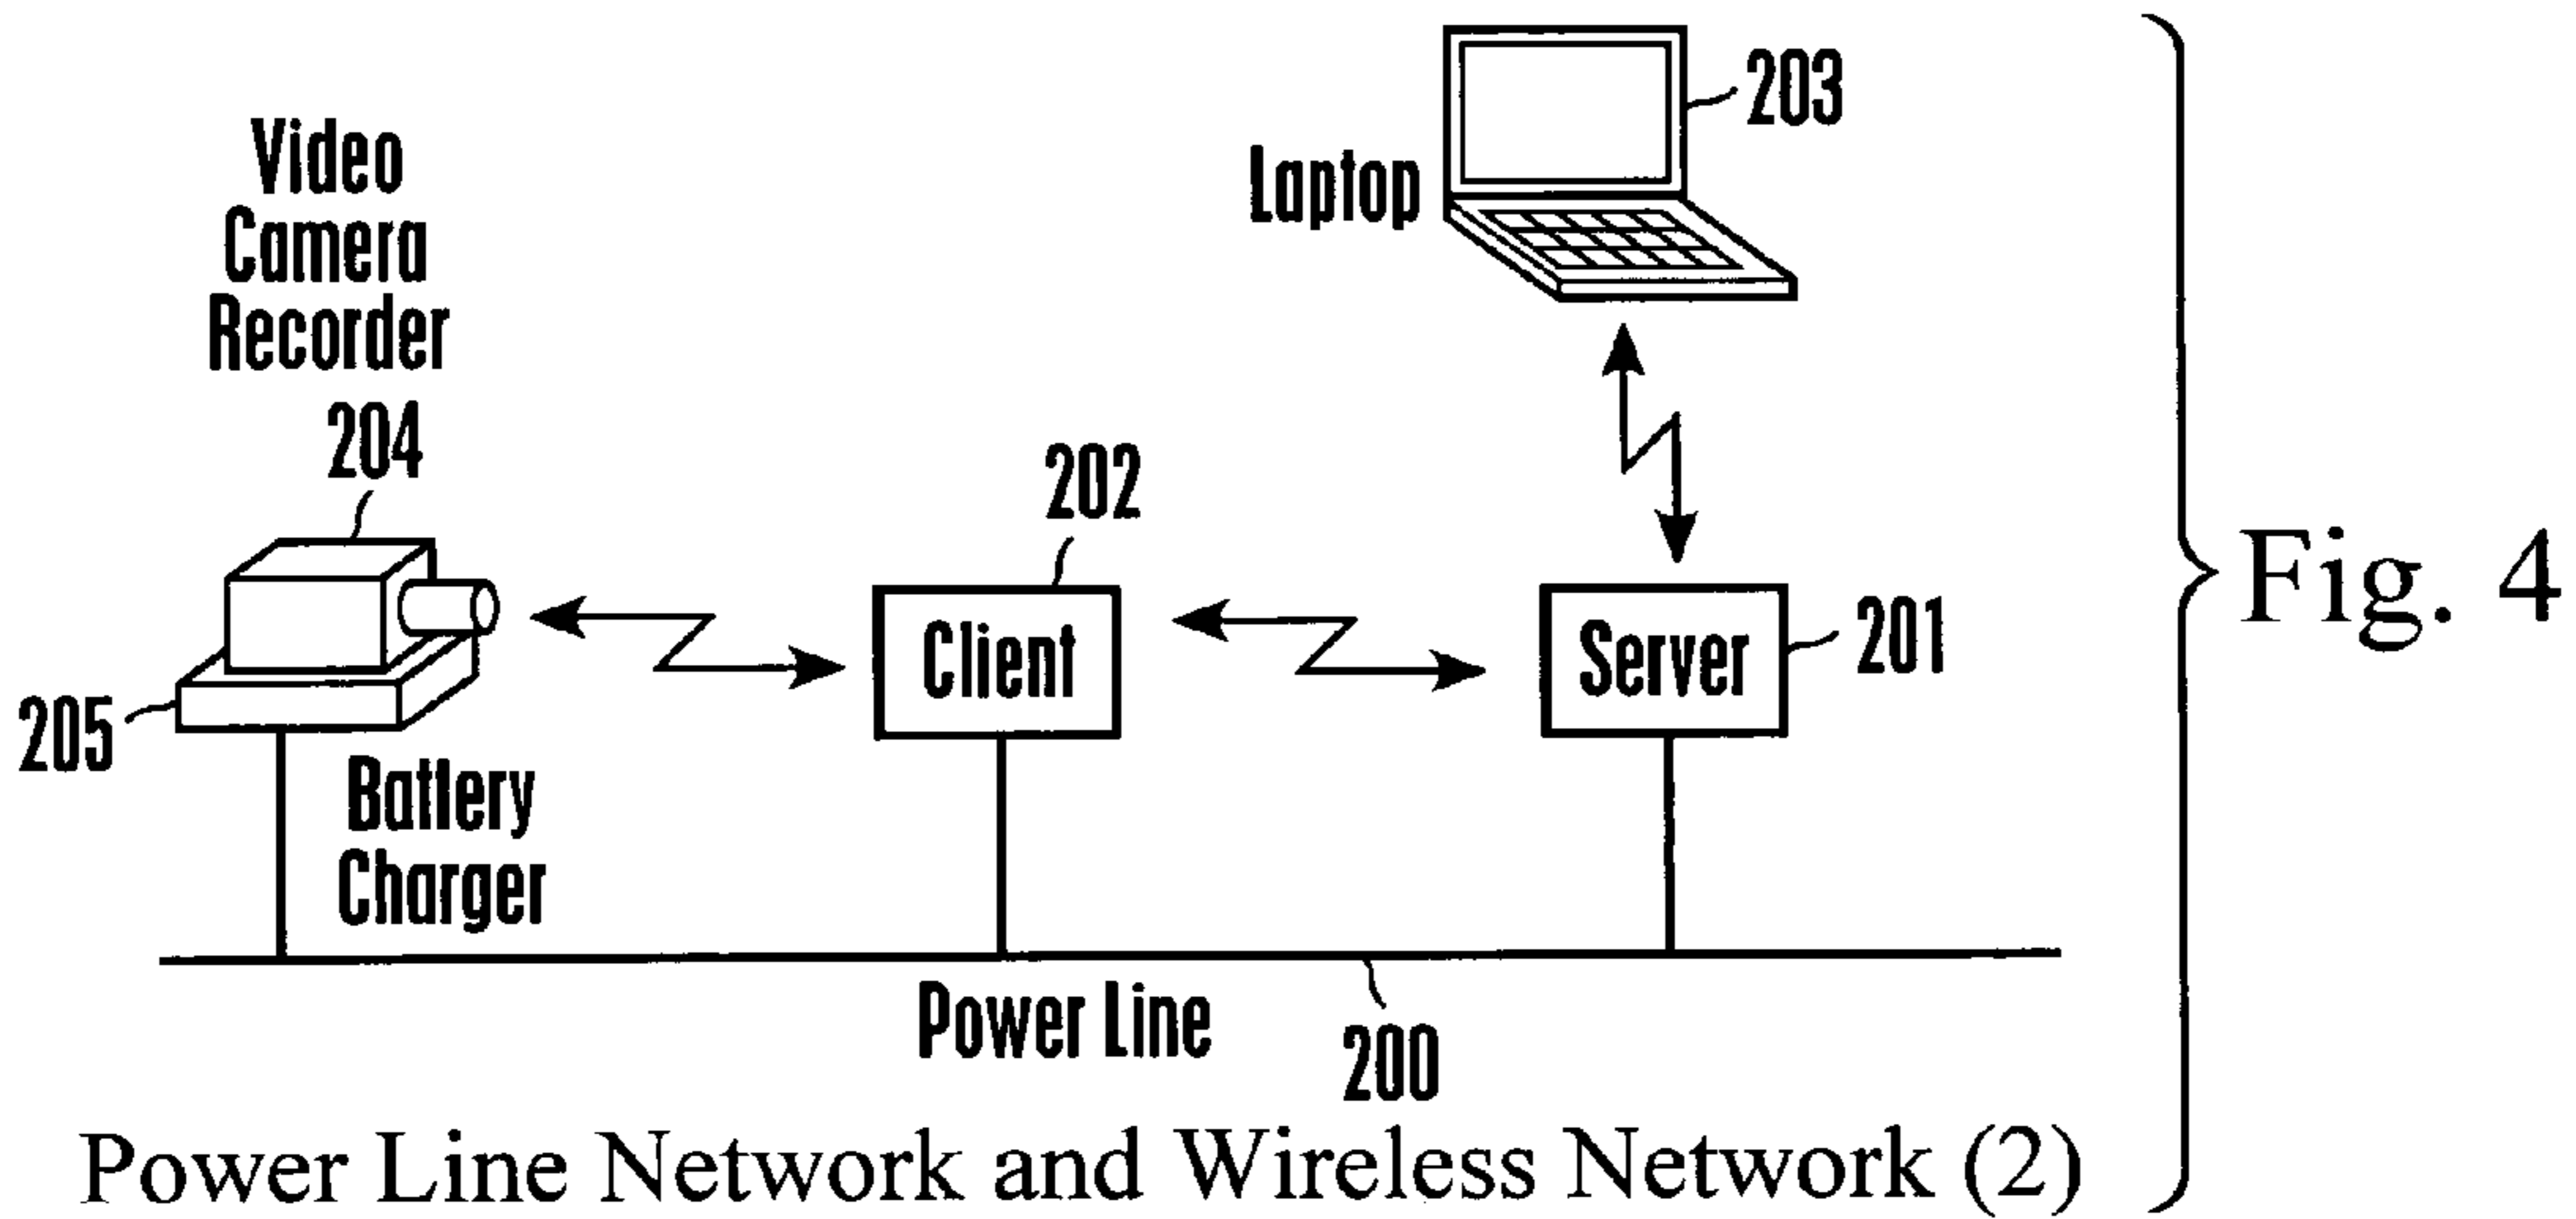 203
Laptop
Video
Camera
Recorder
204
202
Client
Server
201
205
Battery
Charger
Power Line
200
Power Line Network and Wireless Network (2)
Fig. 4